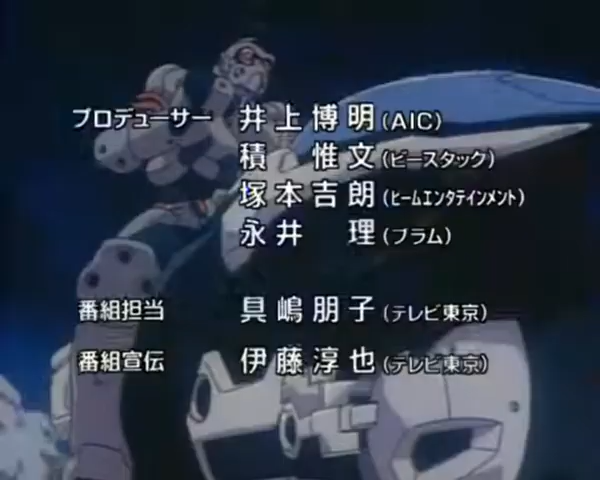 プロデューサー 井上博明(AIC)
積 惟文(ビースタック)
塚本吉朗(ヒームエンタテインメント)
永井 理(プラム)
番組担当 具嶋朋子(テレビ東京)
番組宣伝 伊藤淳也(テレビ東京)